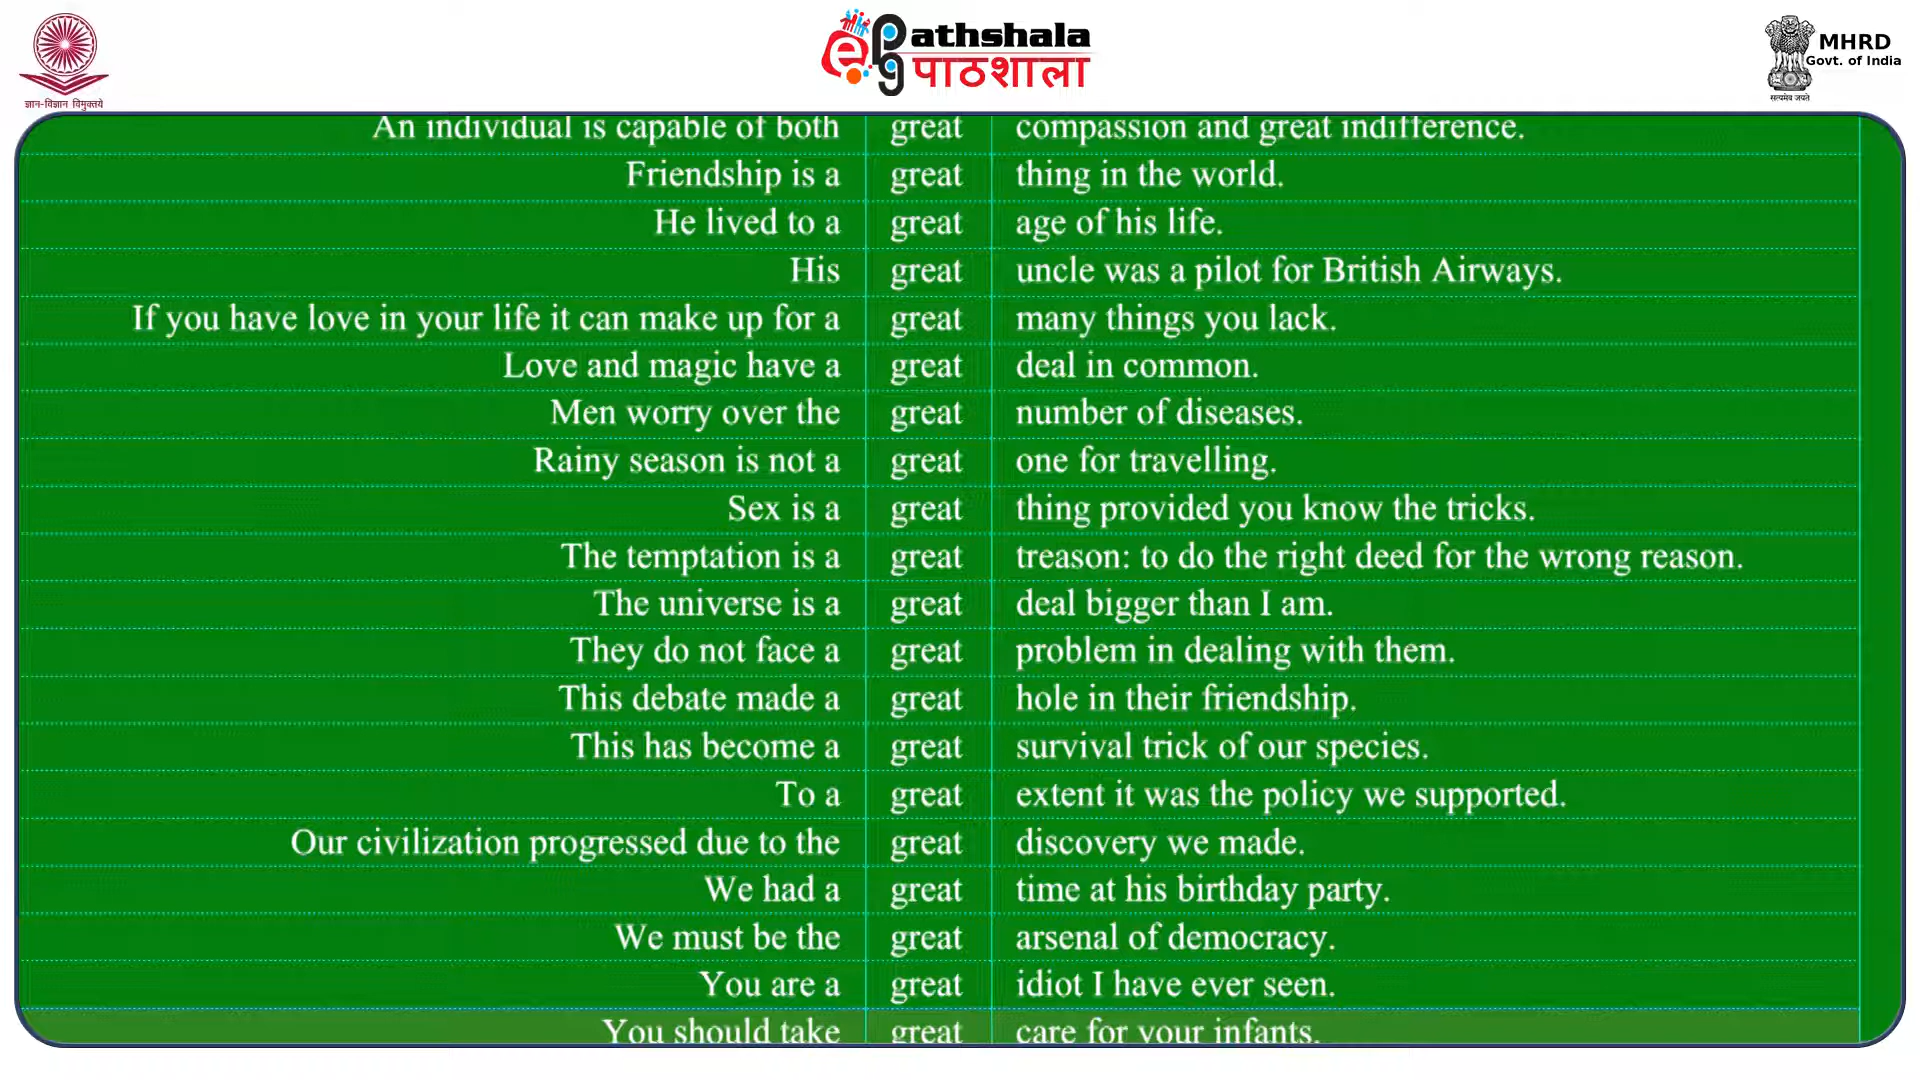 ज्ञान-विज्ञान विमुक्तये
ePathshala
पाठशाला
MHRD
Govt. of India
सत्यमेव जयते
An individual is capable of both great compassion and great indifference.
Friendship is a great thing in the world.
He lived to a great age of his life.
His great uncle was a pilot for British Airways.
If you have love in your life it can make up for a great many things you lack.
Love and magic have a great deal in common.
Men worry over the great number of diseases.
Rainy season is not a great one for travelling.
Sex is a great thing provided you know the tricks.
The temptation is a great treason: to do the right deed for the wrong reason.
The universe is a great deal bigger than I am.
They do not face a great problem in dealing with them.
This debate made a great hole in their friendship.
This has become a great survival trick of our species.
To a great extent it was the policy we supported.
Our civilization progressed due to the great discovery we made.
We had a great time at his birthday party.
We must be the great arsenal of democracy.
You are a great idiot I have ever seen.
You should take great care for your infants.